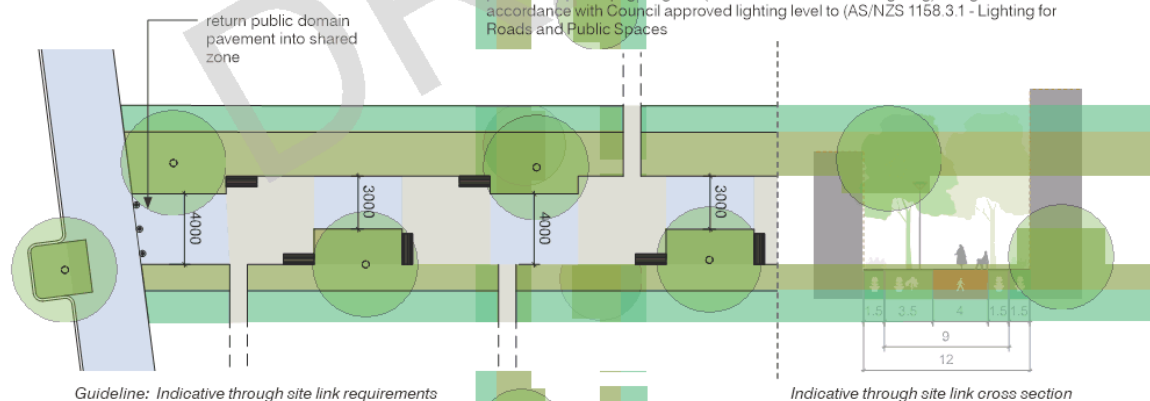 return public domain
pavement into shared
zone
accordance with Council approved lighting level to (AS/NZS 1158.3.1 - Lighting for
Roads and Public Spaces
DR
4000
3000
4000
3000
1.5 3.5 4 1.5 1.5
9
12
Guideline: Indicative through site link requirements
Indicative through site link cross section